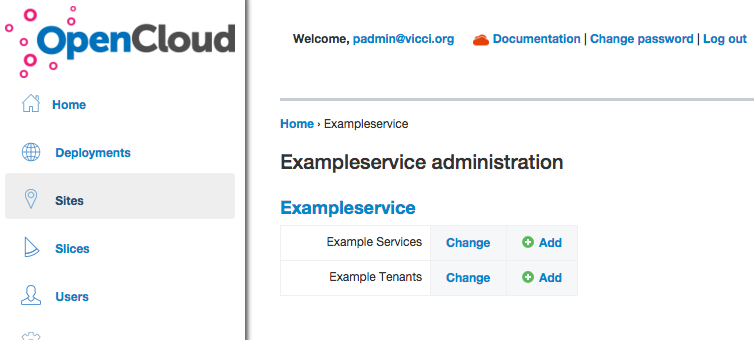 OpenCloud
Welcome, padmin@vicci.org Documentation | Change password | Log out
Home
Deployments
Sites
Slices
Users
Home › Exampleservice
Exampleservice administration
Exampleservice
Example Services Change Add
Example Tenants Change Add